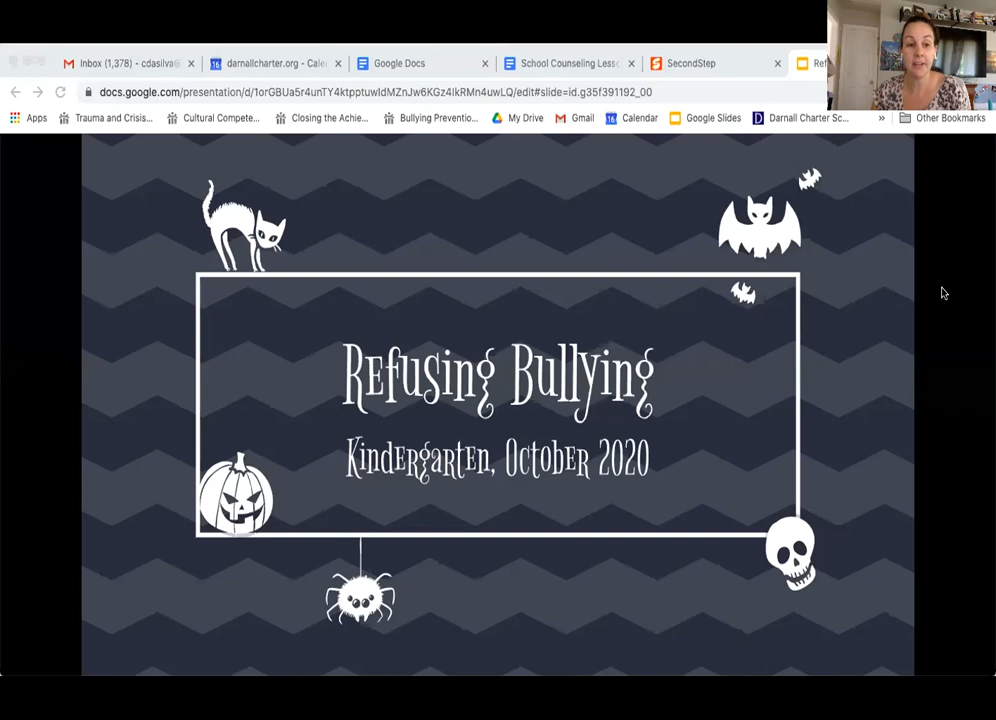 Inbox (1,378) - cdasilva@
darnallcharter.org - Cale
Google Docs
School Counseling Less
SecondStep
Ref
docs.google.com/presentation/d/1orGBUa5r4unTY4ktpptuwIdMZnJw6KGz4IkRMn4uwLQ/edit#slide=id.g35f391192_00
Apps
Trauma and Crisis...
Cultural Compete...
Closing the Achie...
Bullying Preventio...
My Drive
Gmail
Calendar
Google Slides
Darnall Charter Sc...
»
Other Bookmarks
Refusing Bullying
Kindergarten, October 2020